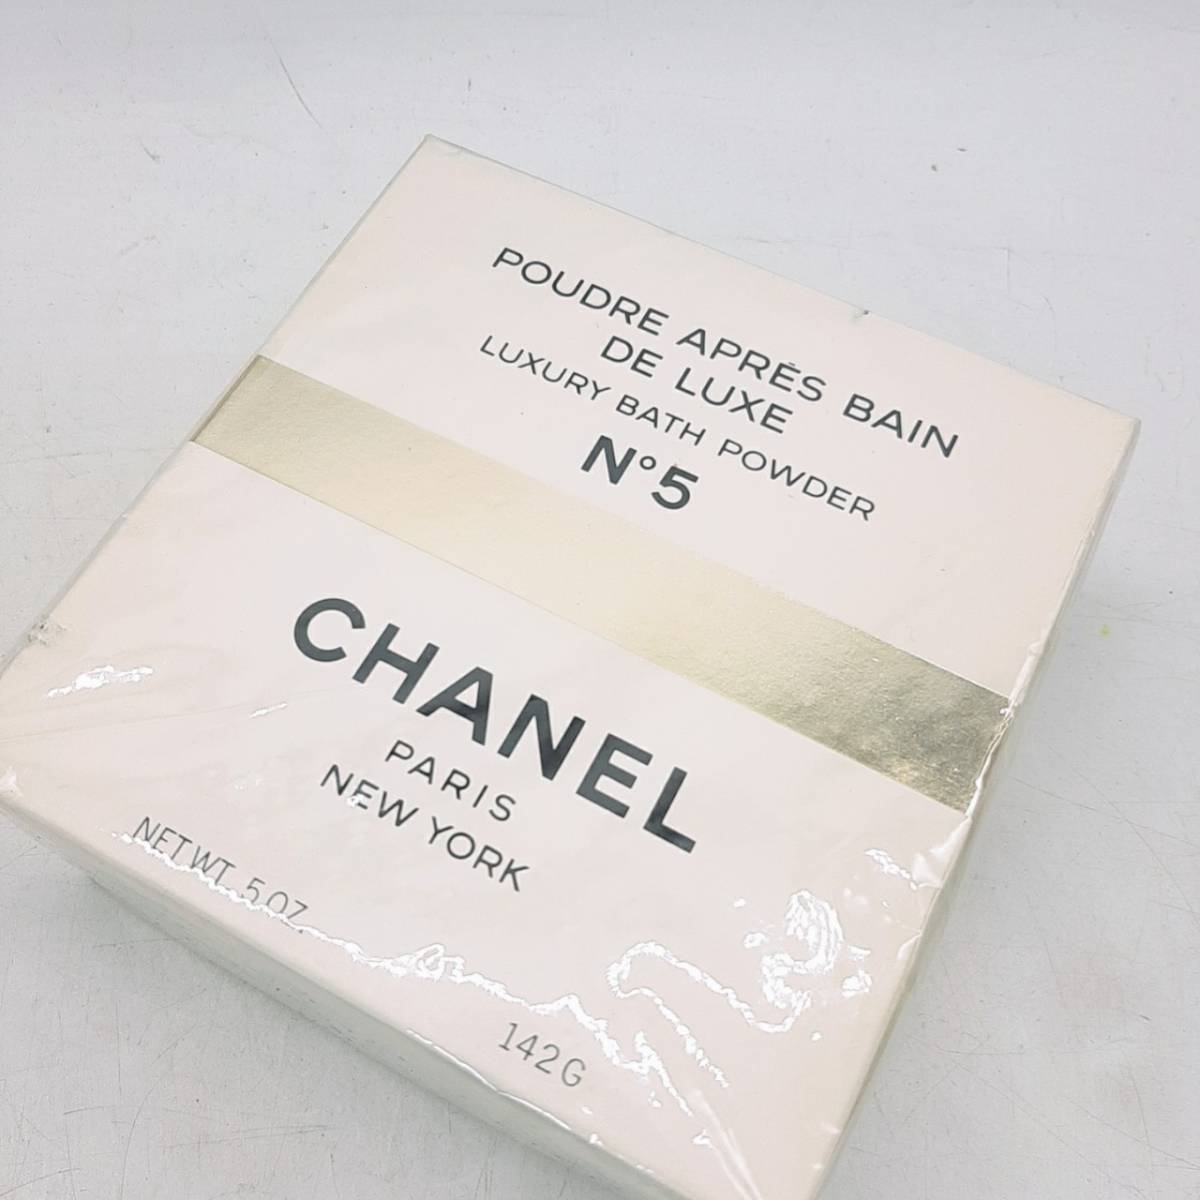 POUDRE APRÈS BAIN
DE LUXE
LUXURY BATH POWDER
N°5
CHANEL
PARIS
NEW YORK
NET WT. 5 OZ.
142G